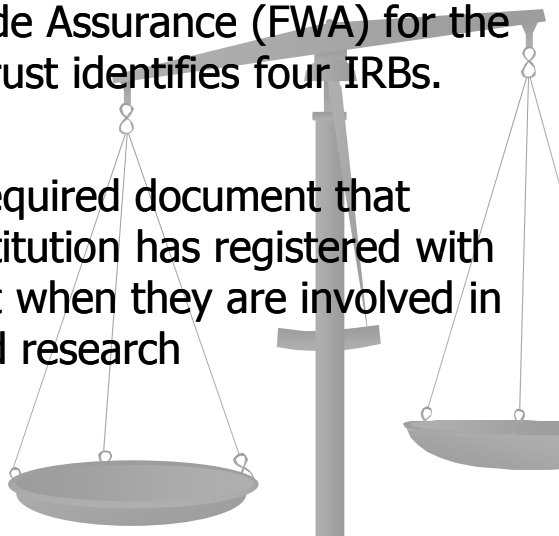 de Assurance (FWA) for the
rust identifies four IRBs.
equired document that
titution has registered with
t when they are involved in
d research